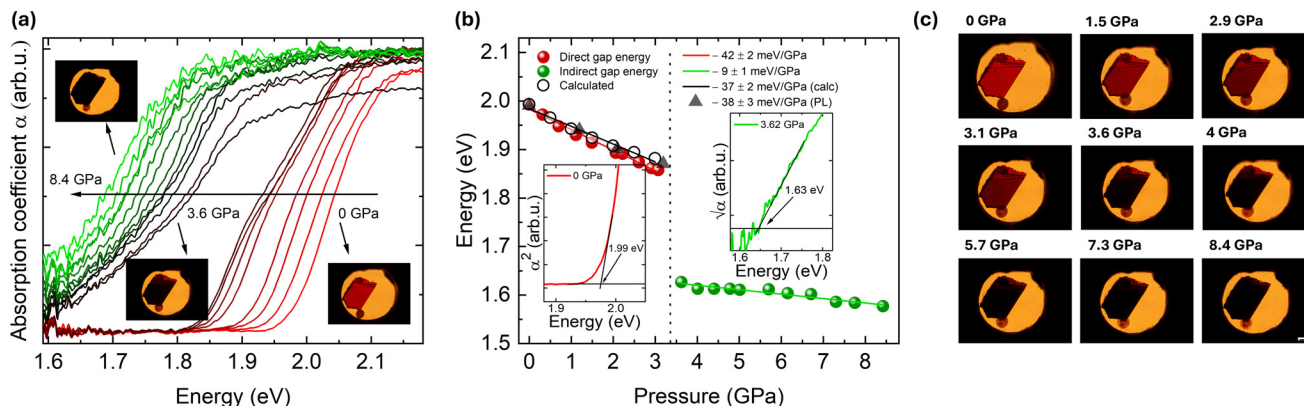 (a)
Absorption coefficient α (arb.u.)
8.4 GPa
3.6 GPa
0 GPa
1.6 1.7 1.8 1.9 2.0 2.1
Energy (eV)
(b)
Energy (eV)
2.1
2.0
1.9
1.8
1.7
1.6
1.5
Direct gap energy
Indirect gap energy
Calculated
– 42 ± 2 meV/GPa
– 9 ± 1 meV/GPa
– 37 ± 2 meV/GPa (calc)
– 38 ± 3 meV/GPa (PL)
0 GPa
α² (arb.u.)
1.99 eV
1.9 2.0
Energy (eV)
3.62 GPa
√α (arb.u.)
1.63 eV
1.6 1.7 1.8
Energy (eV)
0 1 2 3 4 5 6 7 8
Pressure (GPa)
(c)
0 GPa 1.5 GPa 2.9 GPa
3.1 GPa 3.6 GPa 4 GPa
5.7 GPa 7.3 GPa 8.4 GPa